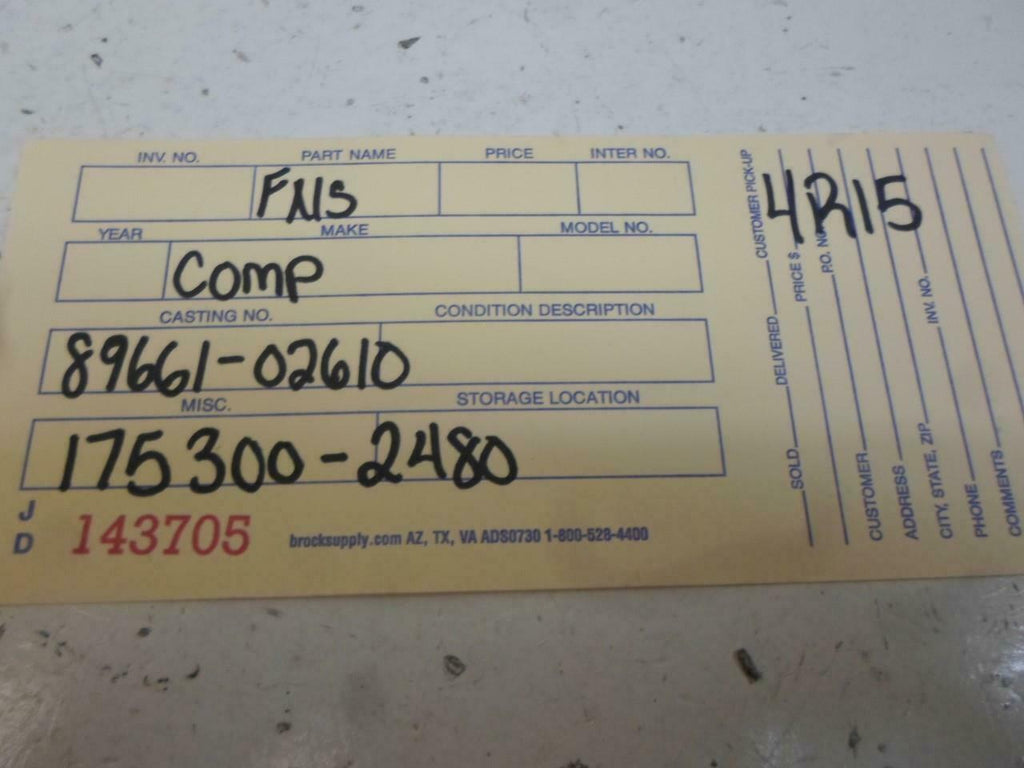 INV. NO. PART NAME PRICE INTER NO.
FNS
YEAR MAKE MODEL NO.
Comp
CASTING NO. CONDITION DESCRIPTION
89661-02610
MISC. STORAGE LOCATION
175300-2480
J D 143705 brocksupply.com AZ, TX, VA ADS0730 1-800-528-4400
4R15
SOLD DELIVERED CUSTOMER PICK-UP
PRICE $
P.O. NO
CUSTOMER
ADDRESS
CITY, STATE, ZIP INV. NO.
PHONE
COMMENTS